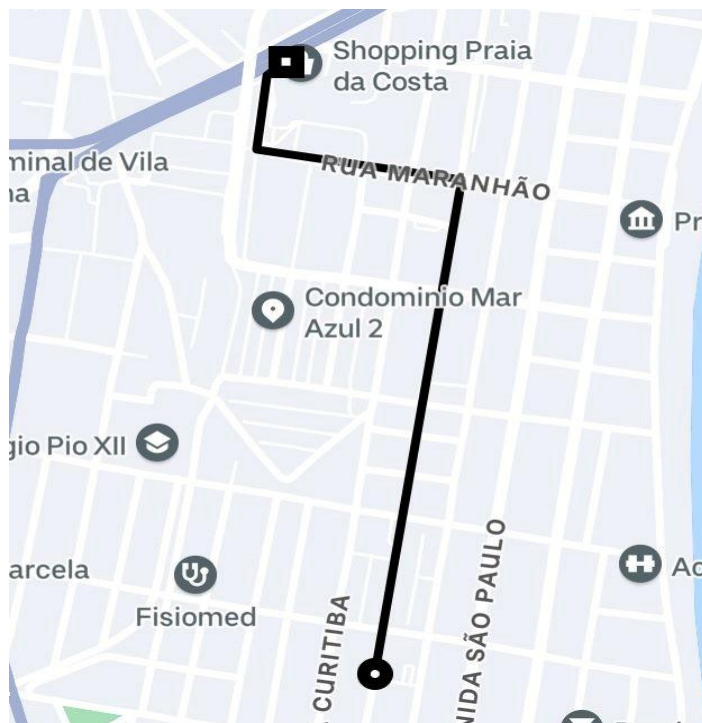 Shopping Praia
da Costa
minal de Vila
na
RUA MARANHÃO
Pr
Condominio Mar
Azul 2
gio Pio XII
NIDA SÃO PAULO
arcela
Ac
Fisiomed
CURITIBA